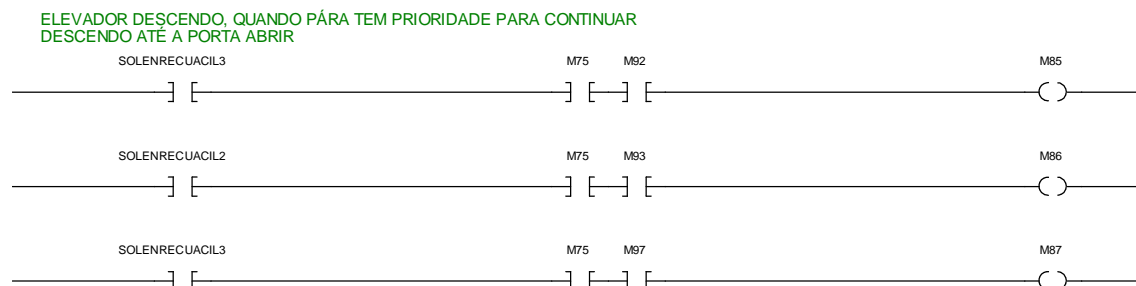 ELEVADOR DESCENDO, QUANDO PÁRA TEM PRIORIDADE PARA CONTINUAR
DESCENDO ATÉ A PORTA ABRIR
SOLENRECUACIL3 M75 M92 M85
SOLENRECUACIL2 M75 M93 M86
SOLENRECUACIL3 M75 M97 M87